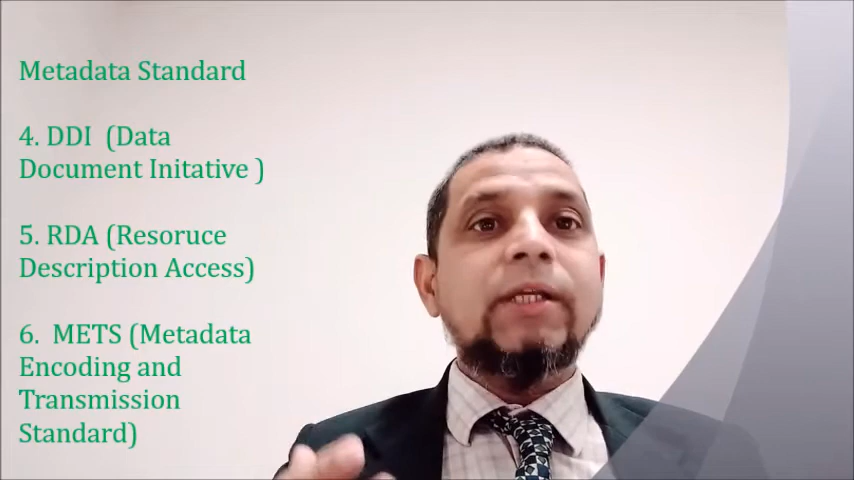 Metadata Standard
4. DDI (Data
Document Initative )
5. RDA (Resoruce
Description Access)
6. METS (Metadata
Encoding and
Transmission
Standard)